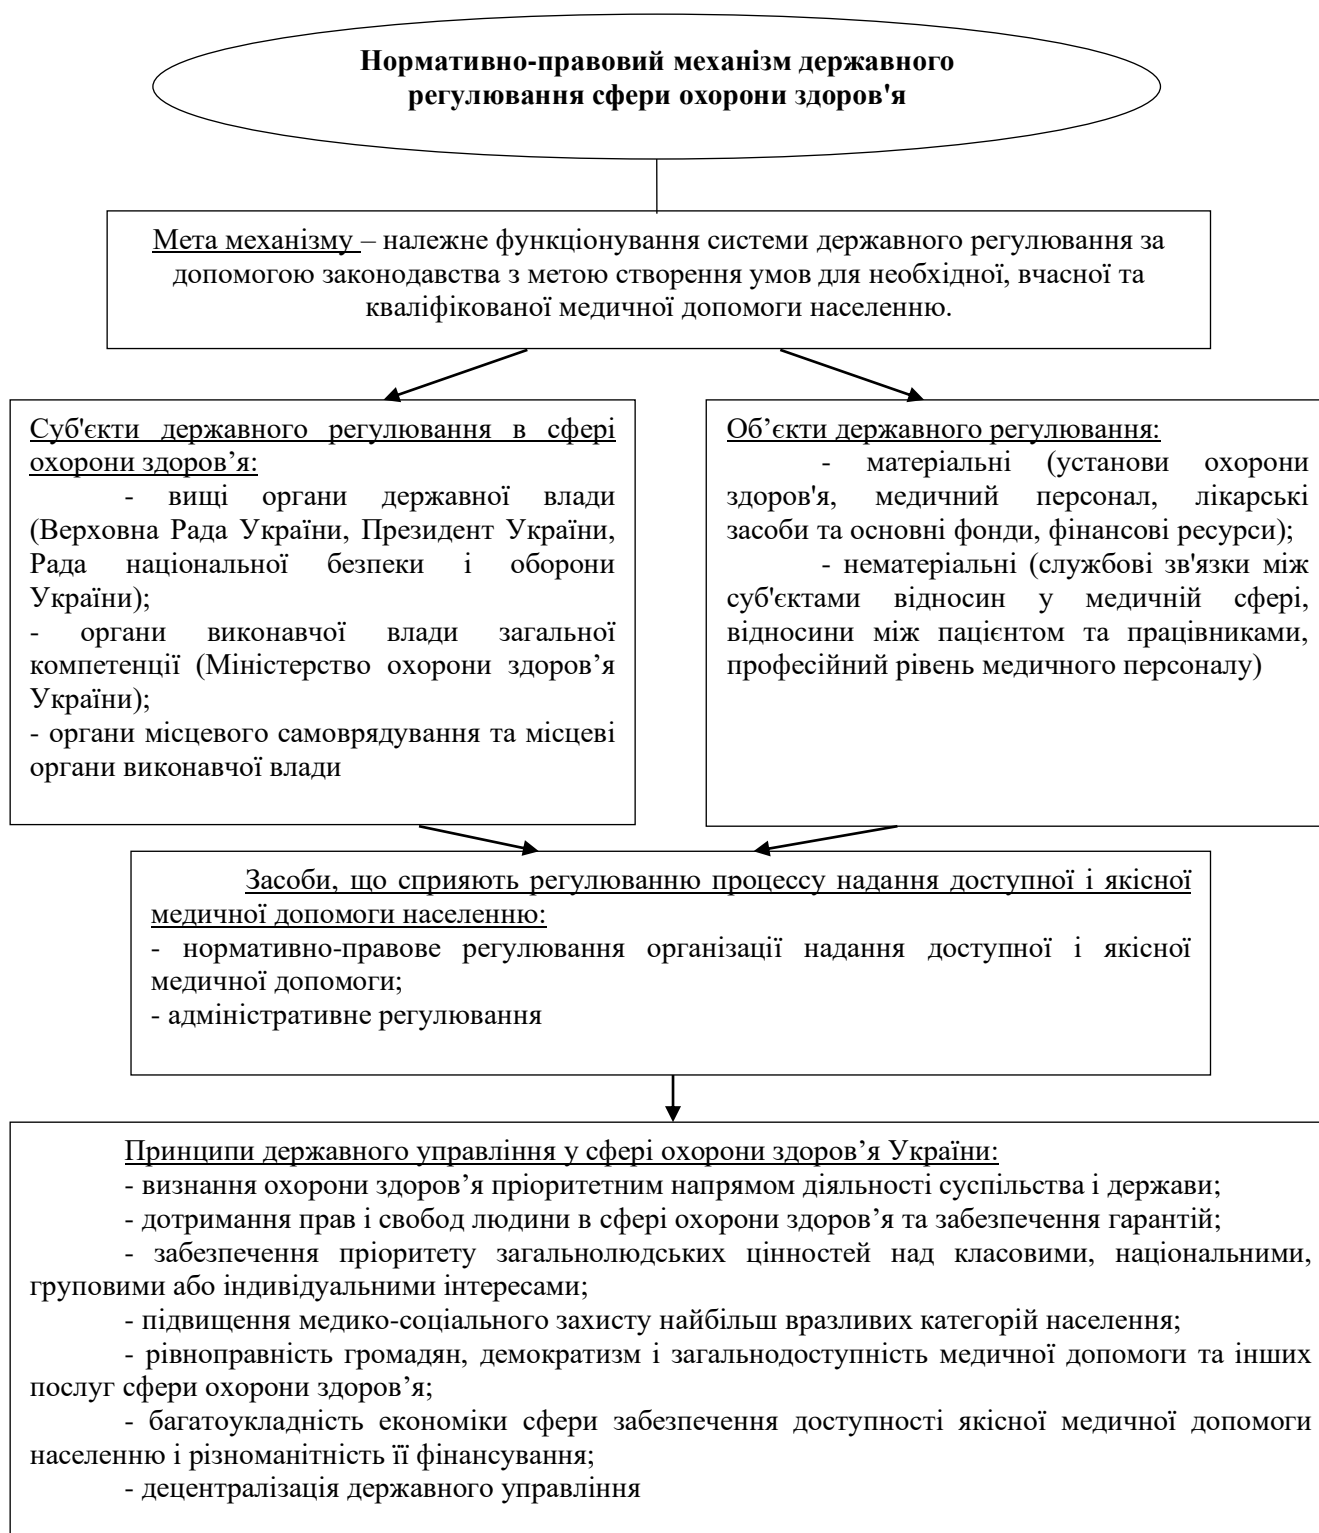 Нормативно-правовий механізм державного
регулювання сфери охорони здоров'я
Мета механізму – належне функціонування системи державного регулювання за
допомогою законодавства з метою створення умов для необхідної, вчасної та
кваліфікованої медичної допомоги населенню.
Суб'єкти державного регулювання в сфері
охорони здоров’я:
- вищі органи державної влади
(Верховна Рада України, Президент України,
Рада національної безпеки і оборони
України);
- органи виконавчої влади загальної
компетенції (Міністерство охорони здоров’я
України);
- органи місцевого самоврядування та місцеві
органи виконавчої влади
Об’єкти державного регулювання:
- матеріальні (установи охорони
здоров'я, медичний персонал, лікарські
засоби та основні фонди, фінансові ресурси);
- нематеріальні (службові зв'язки між
суб'єктами відносин у медичній сфері,
відносини між пацієнтом та працівниками,
професійний рівень медичного персоналу)
Засоби, що сприяють регулюванню процессу надання доступної і якісної
медичної допомоги населенню:
- нормативно-правове регулювання організації надання доступної і якісної
медичної допомоги;
- адміністративне регулювання
Принципи державного управління у сфері охорони здоров’я України:
- визнання охорони здоров’я пріоритетним напрямом діяльності суспільства і держави;
- дотримання прав і свобод людини в сфері охорони здоров’я та забезпечення гарантій;
- забезпечення пріоритету загальнолюдських цінностей над класовими, національними,
груповими або індивідуальними інтересами;
- підвищення медико-соціального захисту найбільш вразливих категорій населення;
- рівноправність громадян, демократизм і загальнодоступність медичної допомоги та інших
послуг сфери охорони здоров’я;
- багатоукладність економіки сфери забезпечення доступності якісної медичної допомоги
населенню і різноманітність її фінансування;
- децентралізація державного управління